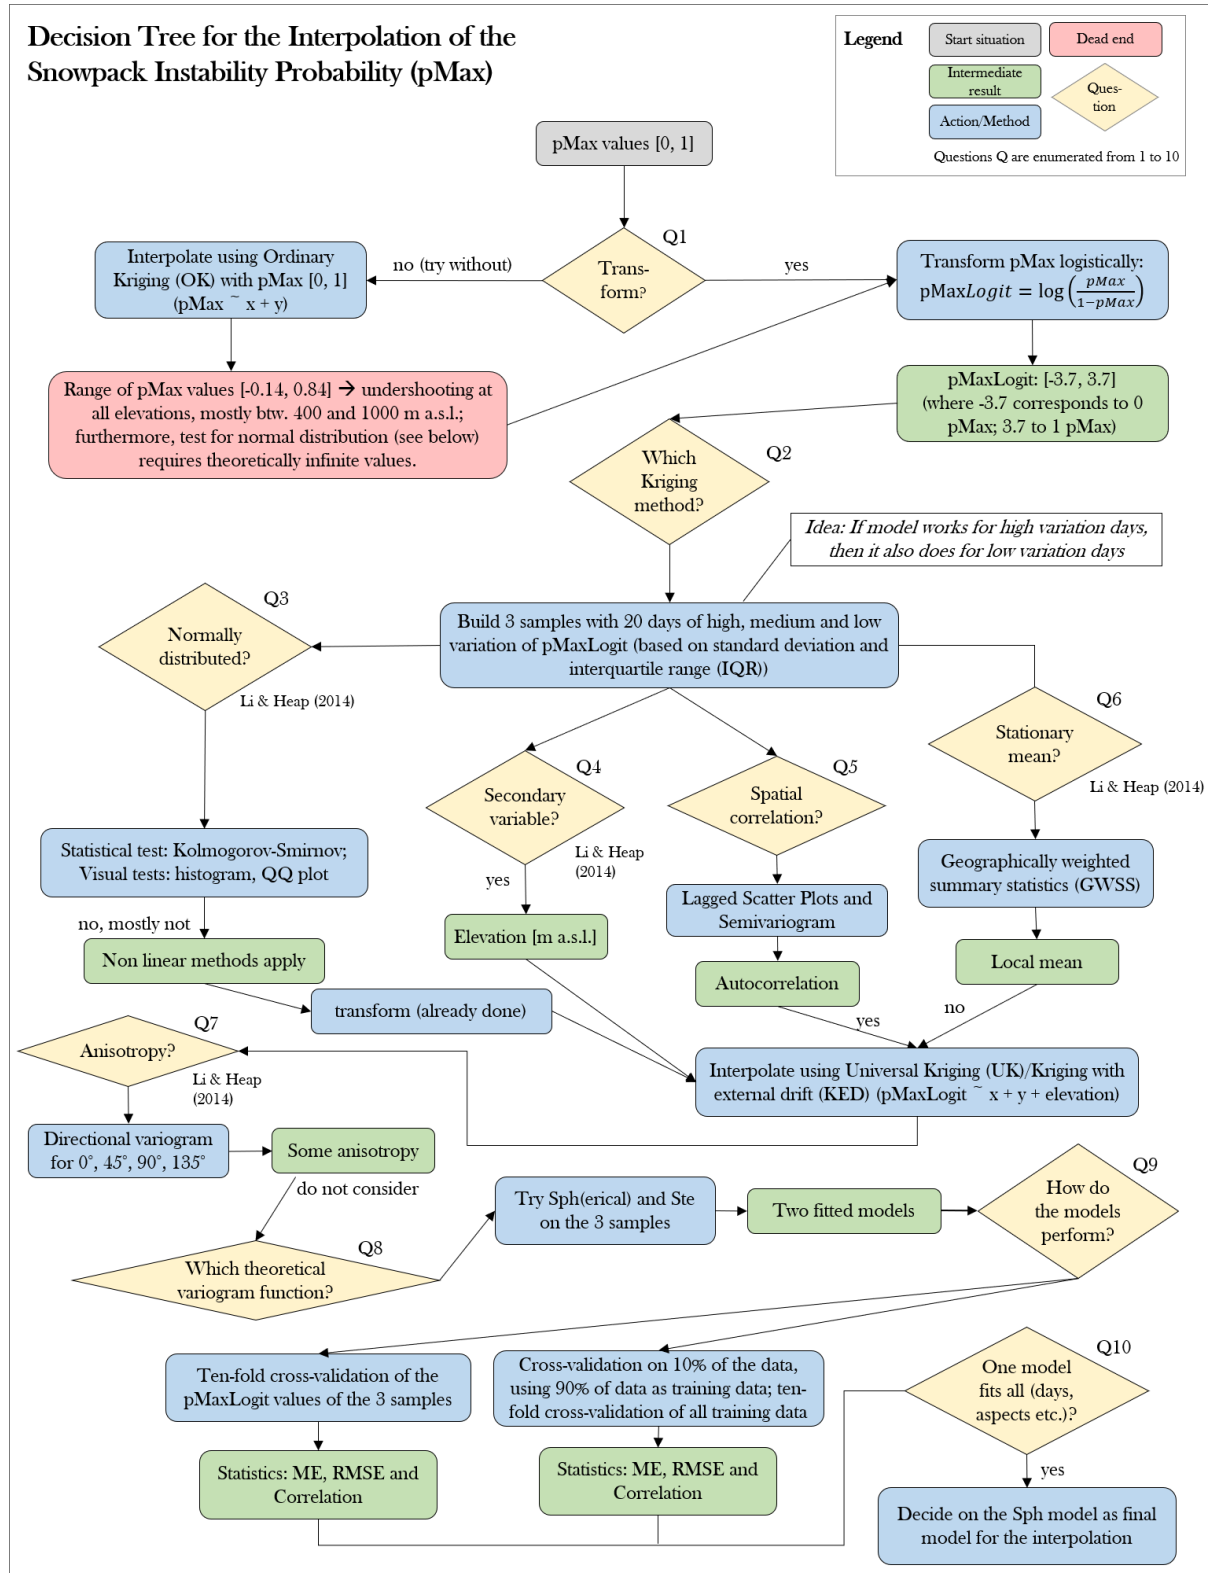 Decision Tree for the Interpolation of the
Snowpack Instability Probability (pMax)
Legend
Start situation
Dead end
Intermediate
result
Ques-
tion
Action/Method
Questions Q are enumerated from 1 to 10
pMax values [0, 1]
Q1
Trans-
form?
no (try without)
yes
Interpolate using Ordinary
Kriging (OK) with pMax [0, 1]
(pMax ~ x + y)
Transform pMax logistically:
pMaxLogit = log(pMax/1−pMax)
Range of pMax values [-0.14, 0.84] → undershooting at
all elevations, mostly btw. 400 and 1000 m a.s.l.;
furthermore, test for normal distribution (see below)
requires theoretically infinite values.
pMaxLogit: [-3.7, 3.7]
(where -3.7 corresponds to 0
pMax; 3.7 to 1 pMax)
Q2
Which
Kriging
method?
Idea: If model works for high variation days,
then it also does for low variation days
Build 3 samples with 20 days of high, medium and low
variation of pMaxLogit (based on standard deviation and
interquartile range (IQR))
Q3
Normally
distributed?
Li & Heap (2014)
Q4
Secondary
variable?
Li & Heap
(2014)
yes
Q5
Spatial
correlation?
Q6
Stationary
mean?
Li & Heap (2014)
Statistical test: Kolmogorov-Smirnov;
Visual tests: histogram, QQ plot
no, mostly not
Non linear methods apply
transform (already done)
Elevation [m a.s.l.]
Lagged Scatter Plots and
Semivariogram
Autocorrelation
yes
Geographically weighted
summary statistics (GWSS)
Local mean
no
Interpolate using Universal Kriging (UK)/Kriging with
external drift (KED) (pMaxLogit ~ x + y + elevation)
Q7
Anisotropy?
Li & Heap
(2014)
Directional variogram
for 0°, 45°, 90°, 135°
Some anisotropy
do not consider
Q8
Which theoretical
variogram function?
Try Sph(erical) and Ste
on the 3 samples
Two fitted models
Q9
How do
the models
perform?
Ten-fold cross-validation of the
pMaxLogit values of the 3 samples
Cross-validation on 10% of the data,
using 90% of data as training data; ten-
fold cross-validation of all training data
Statistics: ME, RMSE and
Correlation
Statistics: ME, RMSE and
Correlation
Q10
One model
fits all (days,
aspects etc.)?
yes
Decide on the Sph model as final
model for the interpolation